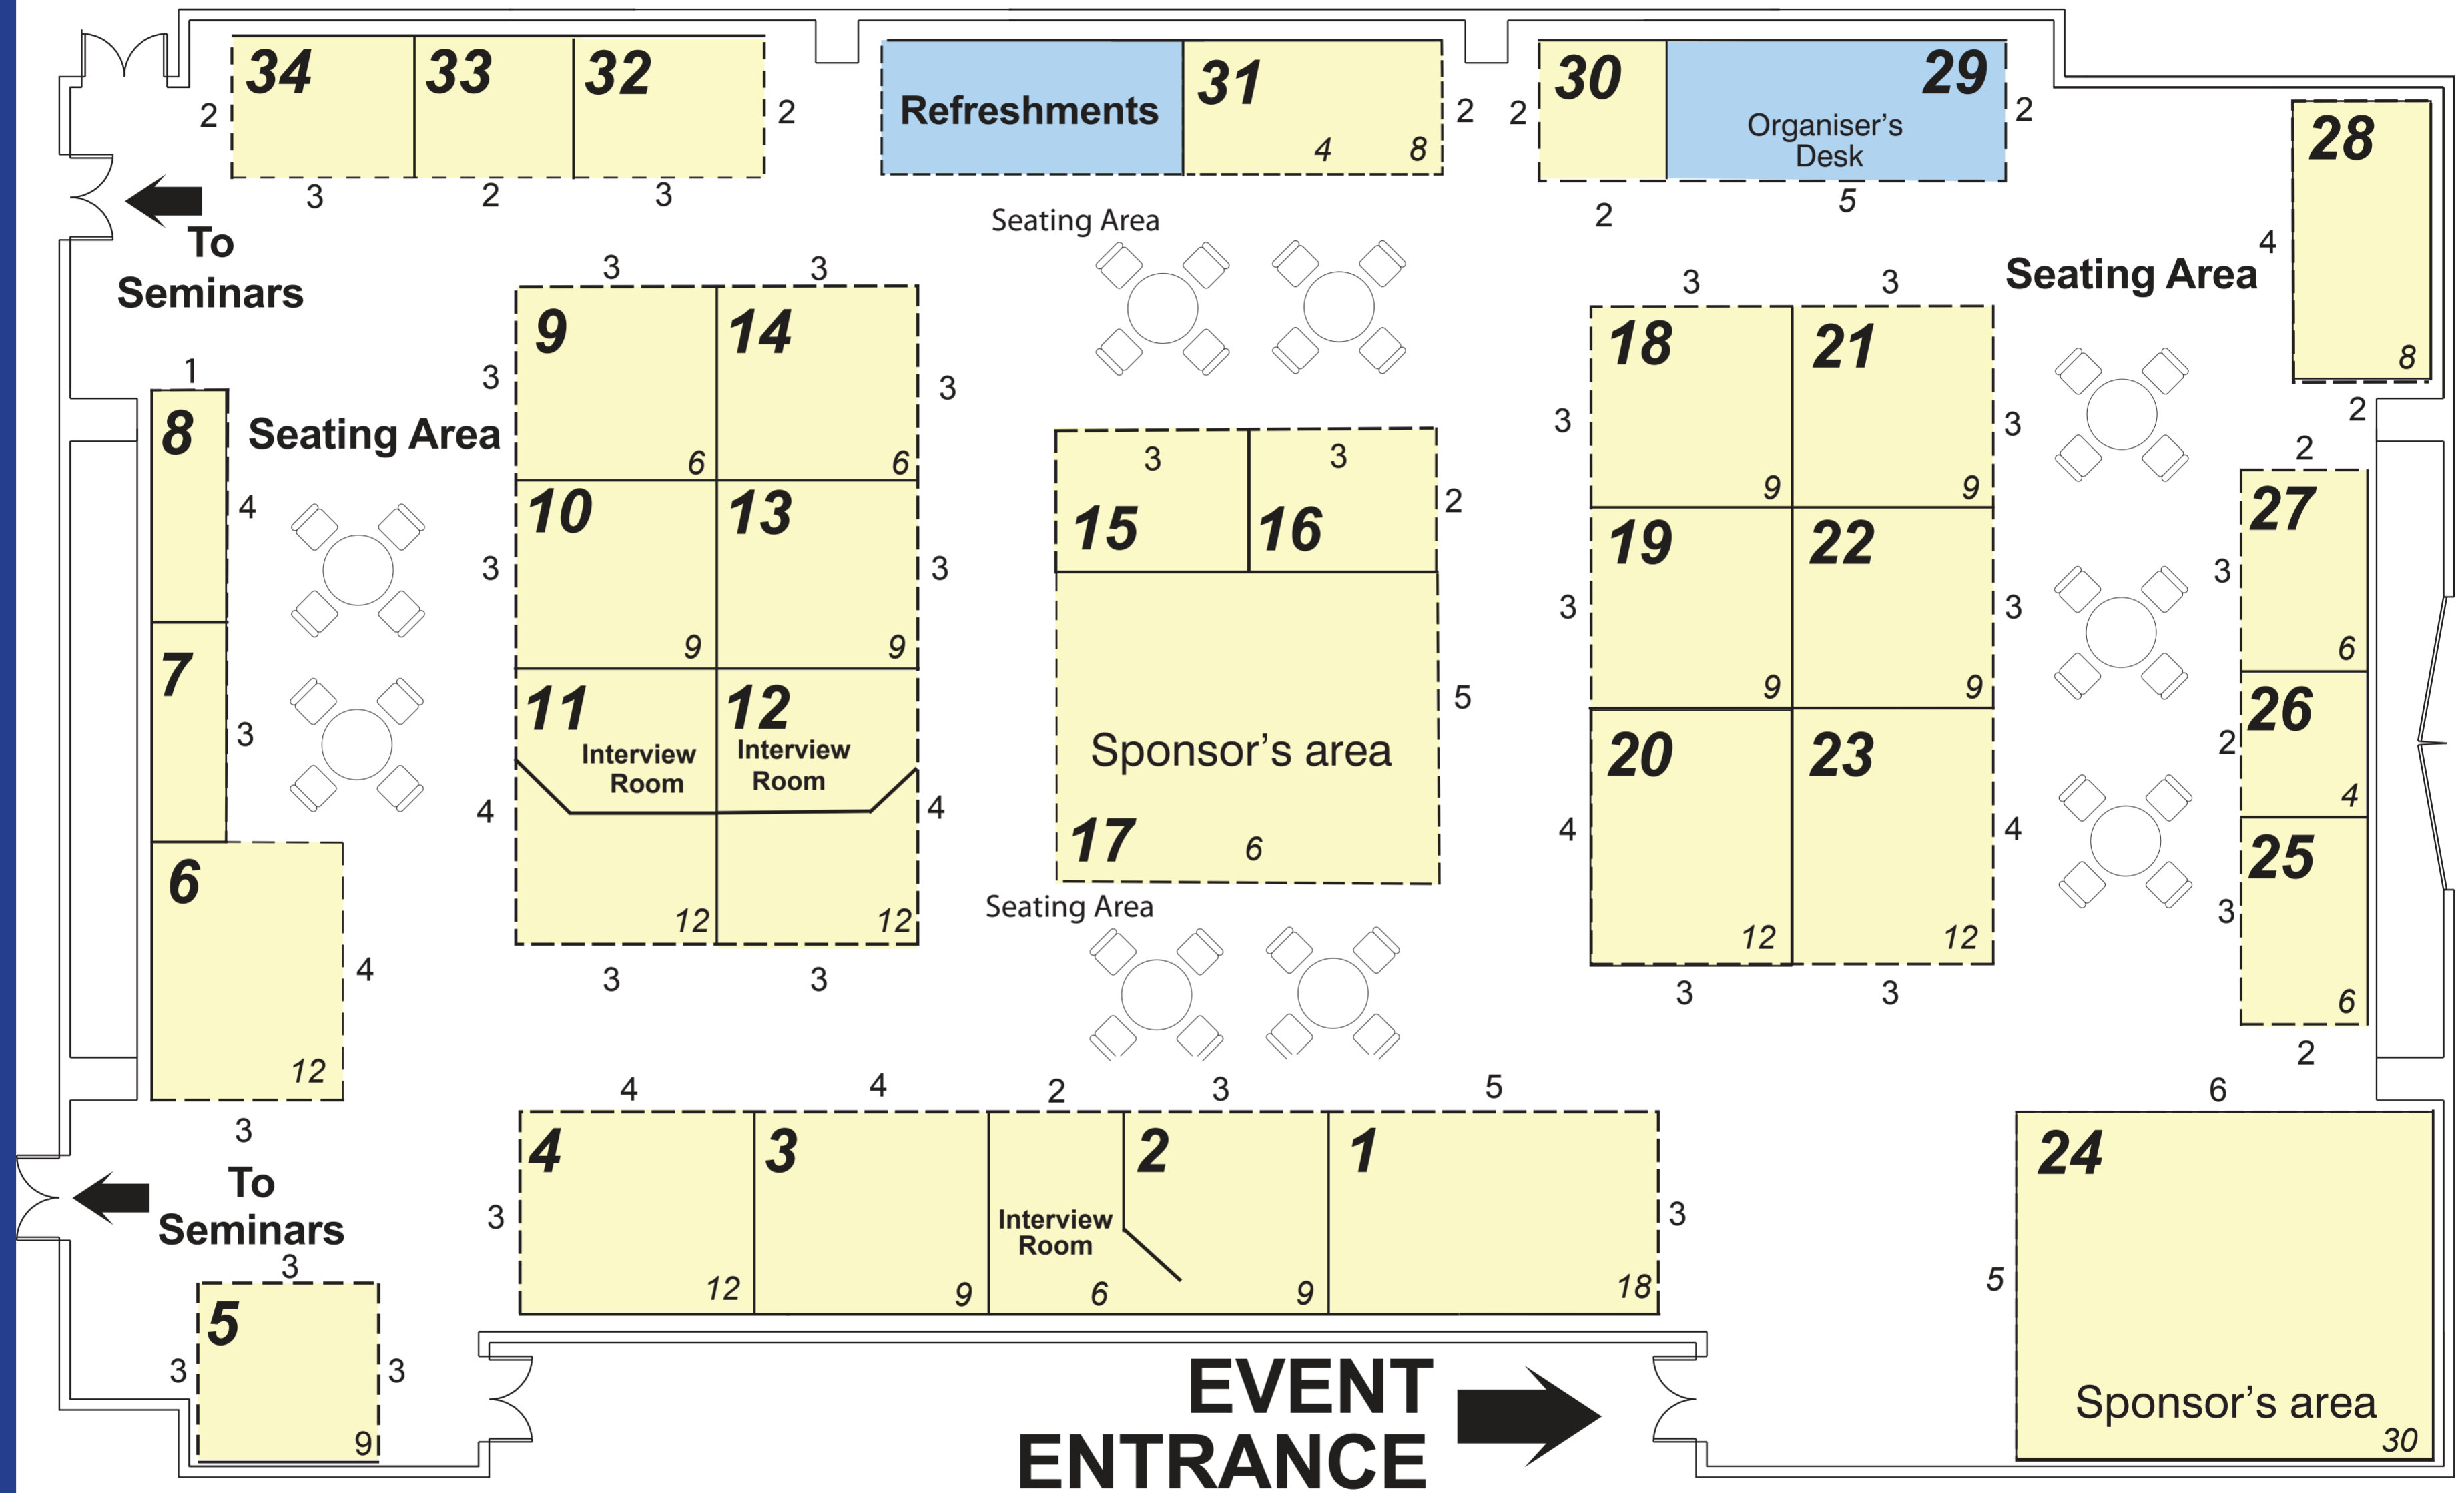 34 33 32
2 2
3 2 3
Refreshments
31
4 8
2
2
30
29
Organiser's
Desk
2
2 5
28
4
8
2
To
Seminars
Seating Area
Seating Area
3 3
9 14
3 3
6 6
10 13
3 3
9 9
11 12
Interview
Room
Interview
Room
4 4
12 12
3 3
1
8
Seating Area
4
7
3
6
4
12
3
3 3
15 16
2
Sponsor's area
5
17 6
Seating Area
3 3
18 21
3 3
9 9
19 22
3 3
9 9
20 23
4 4
12 12
3 3
2
27
3
6
26
2
4
25
3
6
2
To
Seminars
3
5
3 3
9
4 4 2 3 5
4 3 2 1
Interview
Room
3 3
12 9 6 9 18
6
24
5
Sponsor's area
30
EVENT
ENTRANCE